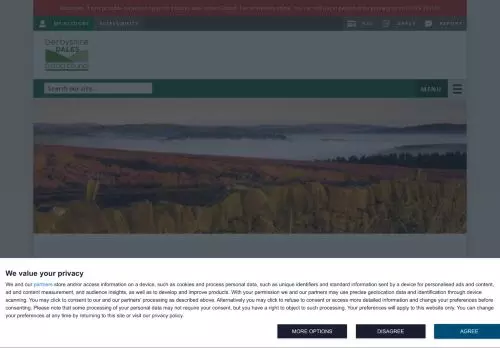 MY ACCOUNT
ACCESSIBILITY
PAY
APPLY
REPORT
Derbyshire
DALES
DISTRICT COUNCIL
Search our site...
MENU
We value your privacy
We and our partners store and/or access information on a device, such as cookies and process personal data, such as unique identifiers and standard information sent by a device for personalised ads and content,
ad and content measurement, and audience insights, as well as to develop and improve products. With your permission we and our partners may use precise geolocation data and identification through device
scanning. You may click to consent to our and our partners' processing as described above. Alternatively you may click to refuse to consent or access more detailed information and change your preferences before
consenting. Please note that some processing of your personal data may not require your consent, but you have a right to object to such processing. Your preferences will apply to this website only. You can change
your preferences at any time by returning to this site or visit our privacy policy.
MORE OPTIONS
DISAGREE
AGREE